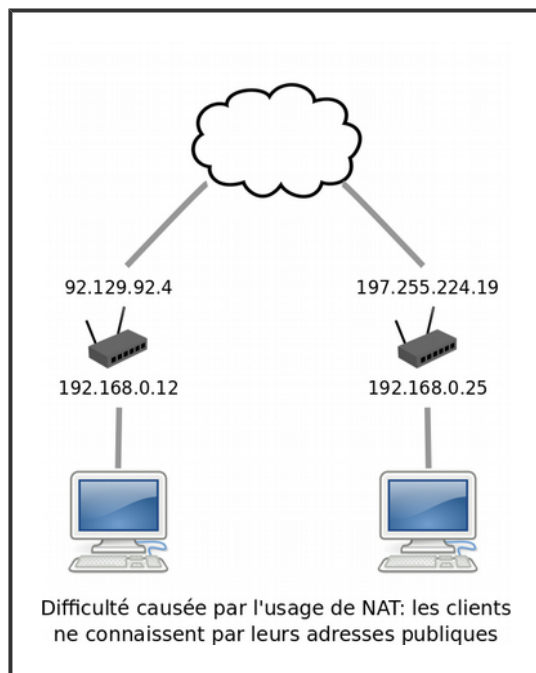 92.129.92.4
197.255.224.19
192.168.0.12
192.168.0.25
Difficulté causée par l'usage de NAT: les clients
ne connaissent par leurs adresses publiques